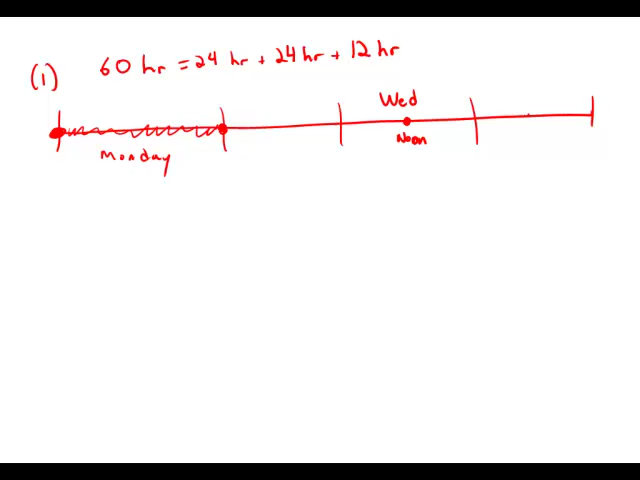 (1) 60 hr = 24 hr + 24 hr + 12 hr
Wed
Noon
Monday